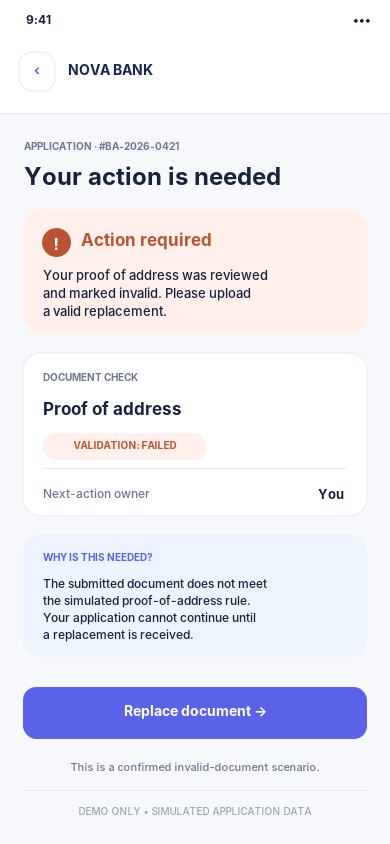 9:41
•••
‹
NOVA BANK
APPLICATION · #BA-2026-0421
Your action is needed
!
Action required
Your proof of address was reviewed
and marked invalid. Please upload
a valid replacement.
DOCUMENT CHECK
Proof of address
VALIDATION: FAILED
Next-action owner
You
WHY IS THIS NEEDED?
The submitted document does not meet
the simulated proof-of-address rule.
Your application cannot continue until
a replacement is received.
Replace document →
This is a confirmed invalid-document scenario.
DEMO ONLY • SIMULATED APPLICATION DATA